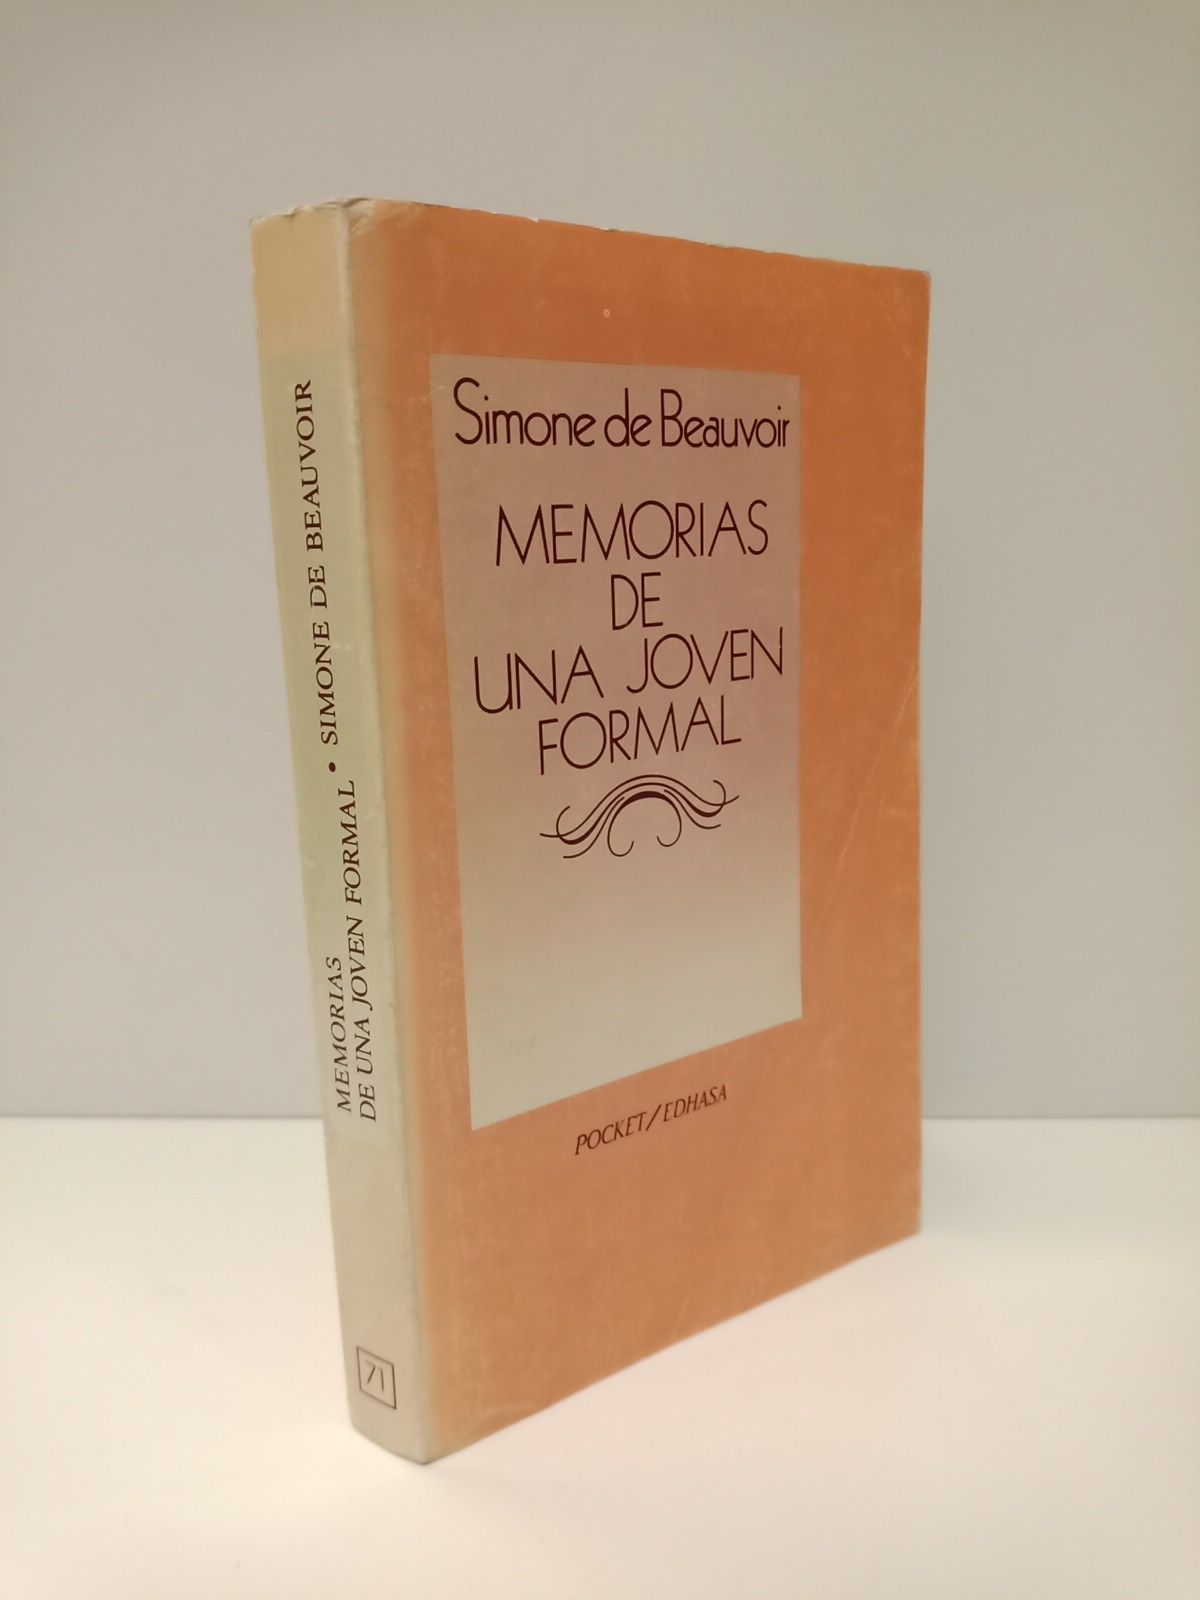 MEMORIAS
DE UNA JOVEN FORMAL • SIMONE DE BEAUVOIR
71
Simone de Beauvoir
MEMORIAS
DE
UNA JOVEN
FORMAL
POCKET/EDHASA